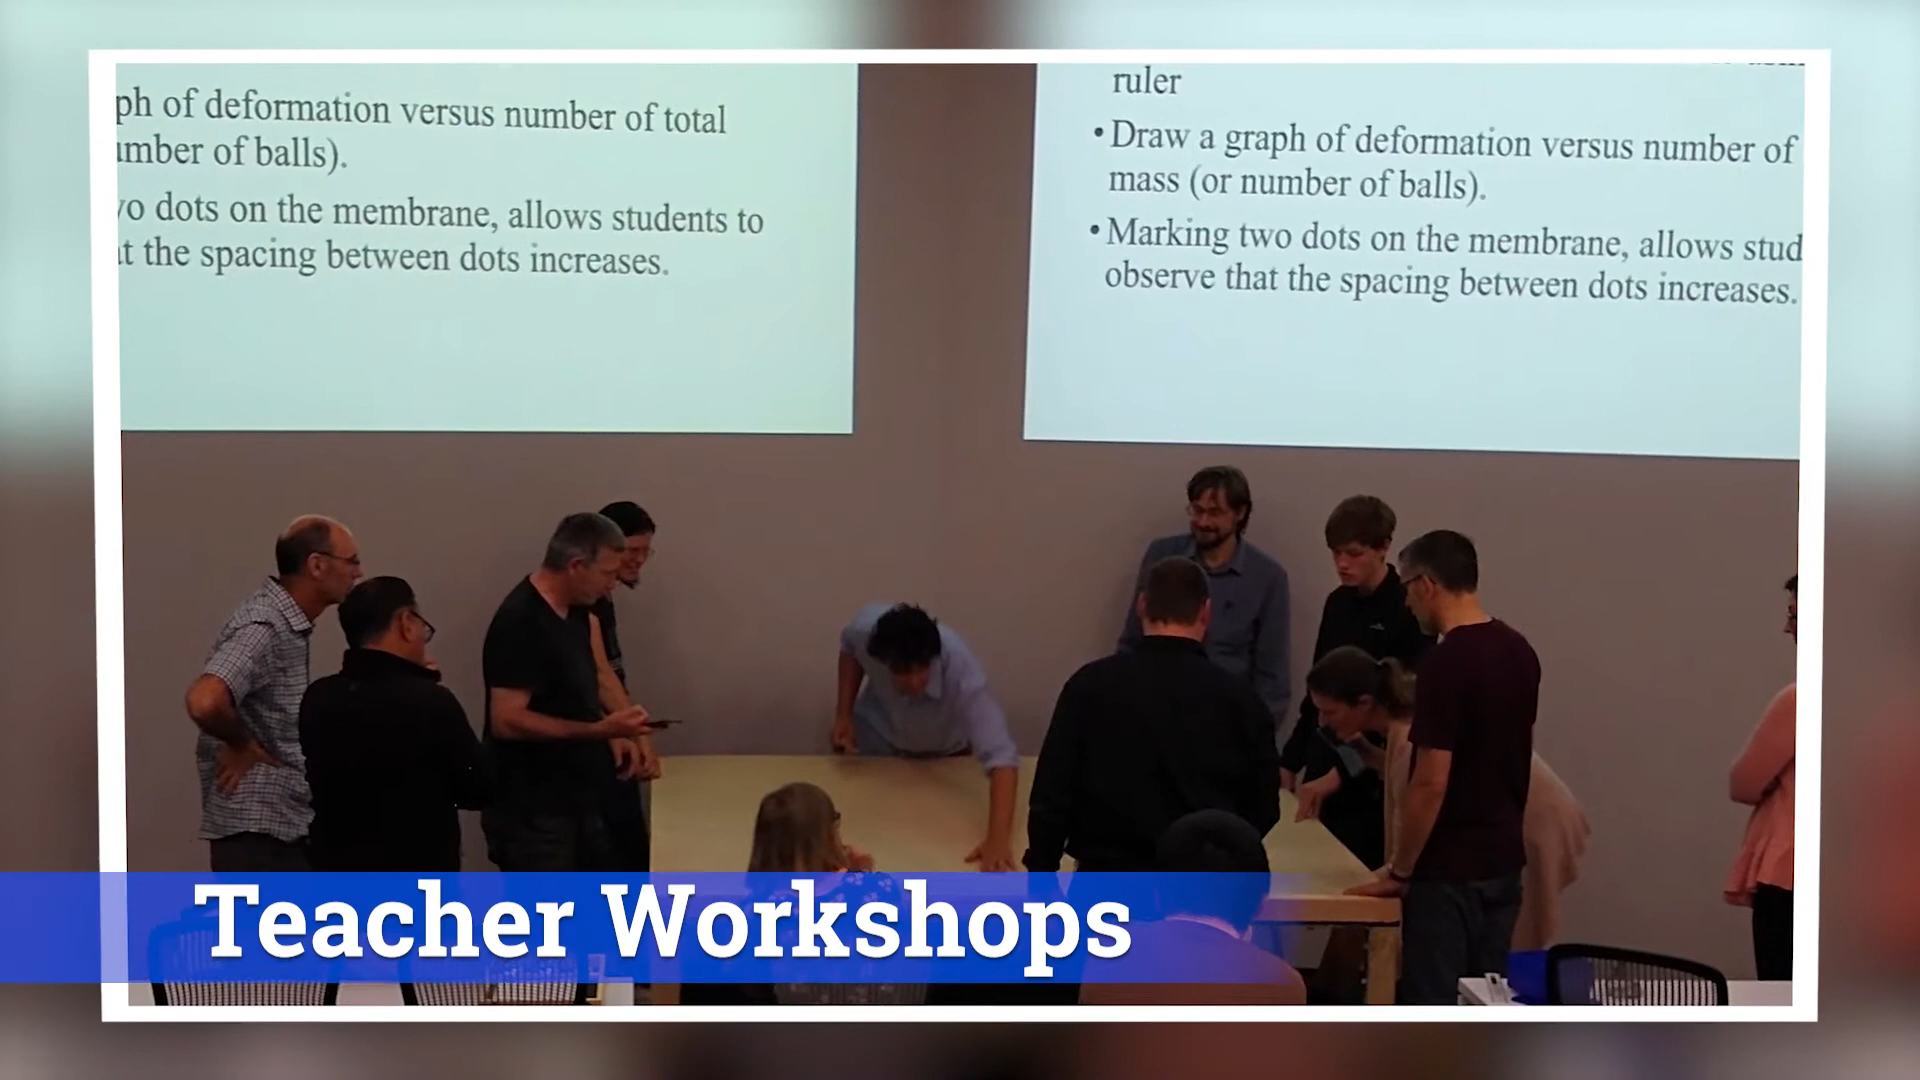 ph of deformation versus number of total
mber of balls).
o dots on the membrane, allows students to
t the spacing between dots increases.
ruler
•Draw a graph of deformation versus number of
mass (or number of balls).
•Marking two dots on the membrane, allows stud
observe that the spacing between dots increases.
Teacher Workshops